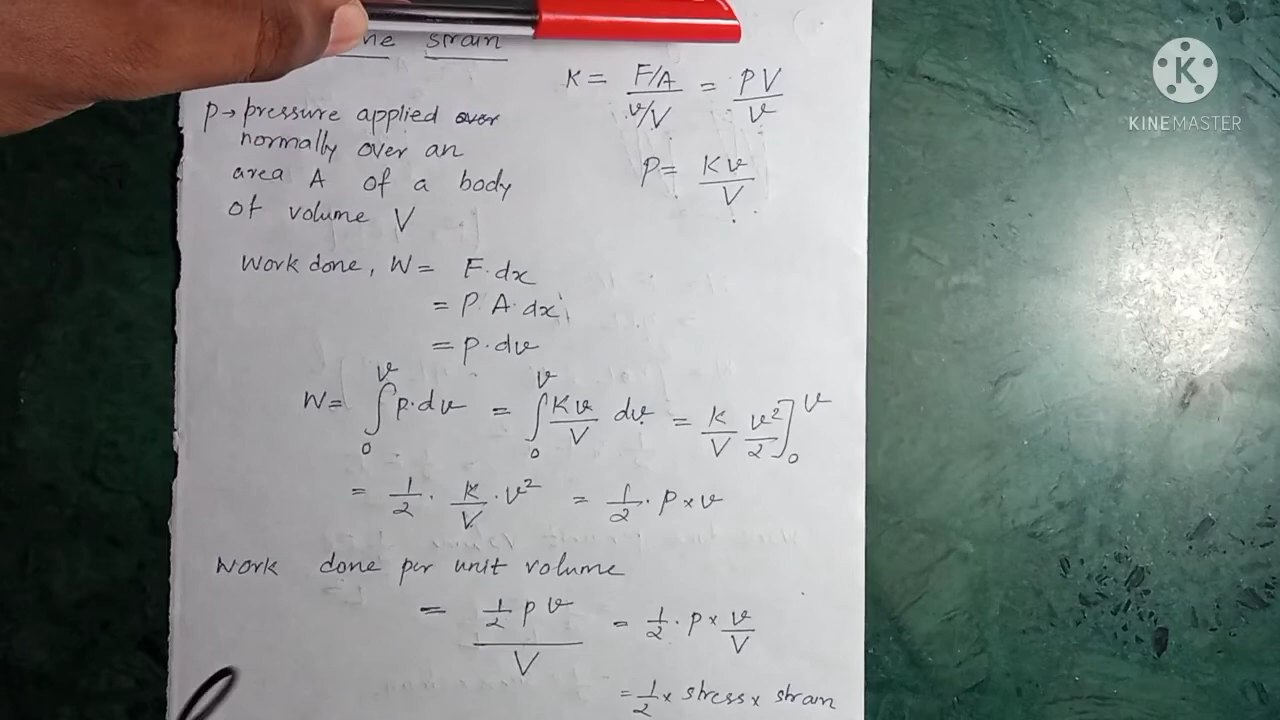 me strain
K = F/A / v/V = PV / v
P → pressure applied
normally over an
area A of a body
of volume V
P = Kv / V
Work done, W = F. dx
= P. A. dx
= P. dv
W = ∫₀ᵛ P. dv = ∫₀ᵛ Kv/V dv = K/V v²/2 ]₀ᵛ
= 1/2 . K/V . v² = 1/2 . P × v
Work done per unit volume
= 1/2 P v / V = 1/2 . P × v/V
= 1/2 × stress × strain
KINEMASTER